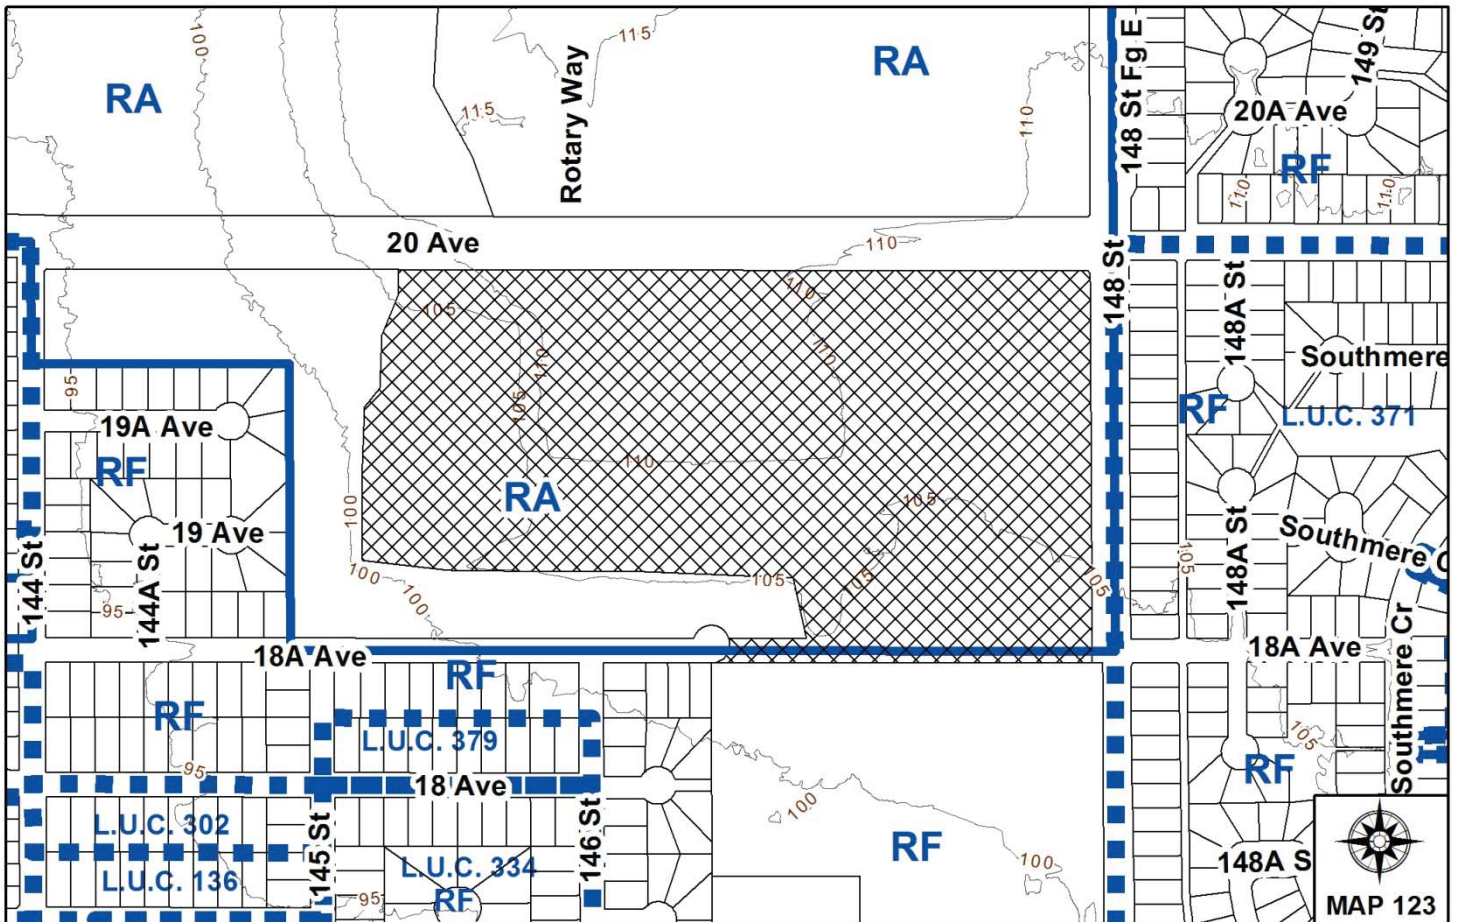 100
RA
Rotary Way
115
115
RA
110
148 St Fg E
149 St
20A Ave
RF
110
110
20 Ave
110
148 St
148A St
105
110
110
110
105
110
Southmere
RF
L.U.C. 371
95
19A Ave
RF
19 Ave
144 St
144A St
95
100
RA
105
148A St
Southmere C
105
100
100
105
105
105
18A Ave
RF
18A Ave
Southmere Cr
RF
L.U.C. 379
95
18 Ave
105
RF
L.U.C. 302
145 St
146 St
100
RF
L.U.C. 136
L.U.C. 334
95
RF
100
148A S
MAP 123